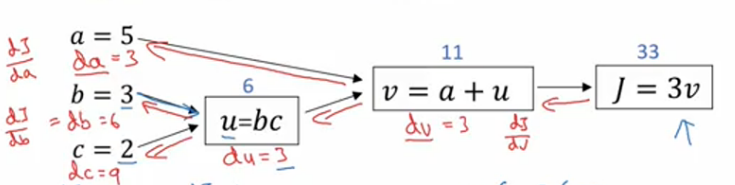 a = 5
dJ/da
da = 3
b = 3
dJ/db = db = 6
c = 2
dc = 9
6
u=bc
du = 3
11
v = a + u
dv = 3
dJ/dv
33
J = 3v